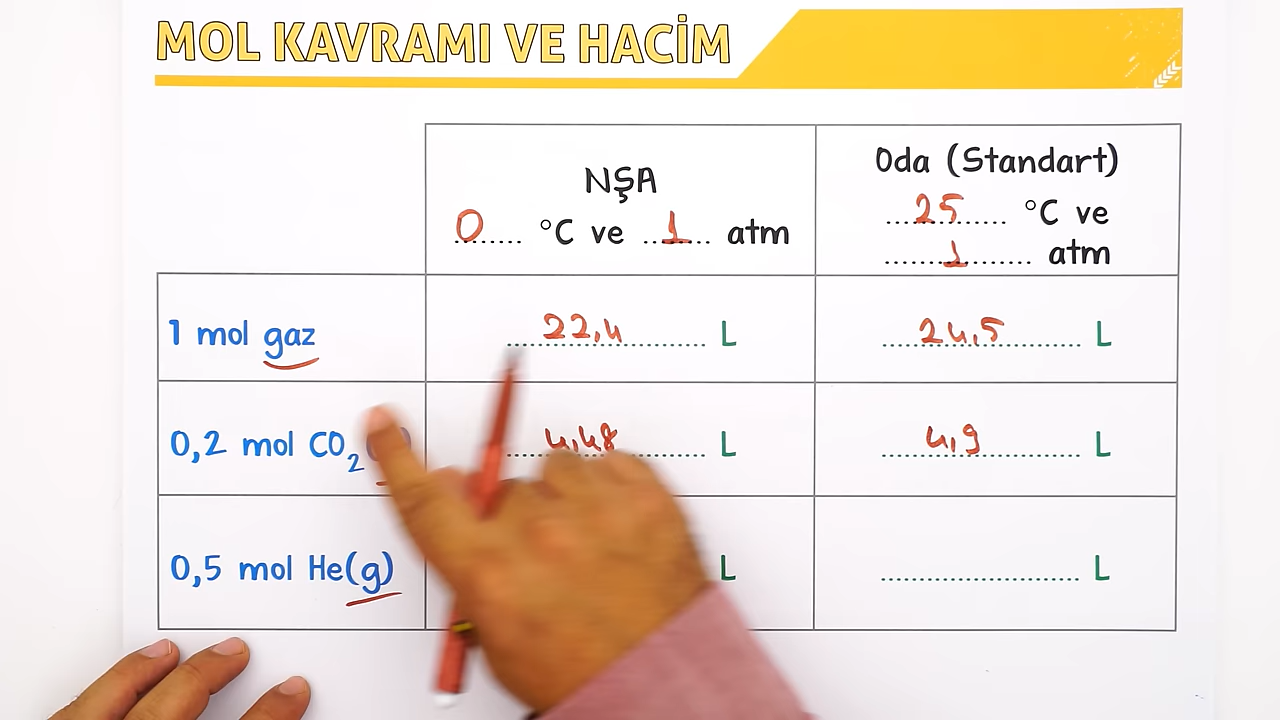 MOL KAVRAMI VE HACİM
NŞA
0 °C ve 1 atm
Oda (Standart)
25 °C ve
1 atm
1 mol gaz
22,4 L
24,5 L
0,2 mol CO2
4,48 L
4,9 L
0,5 mol He(g)
L
L